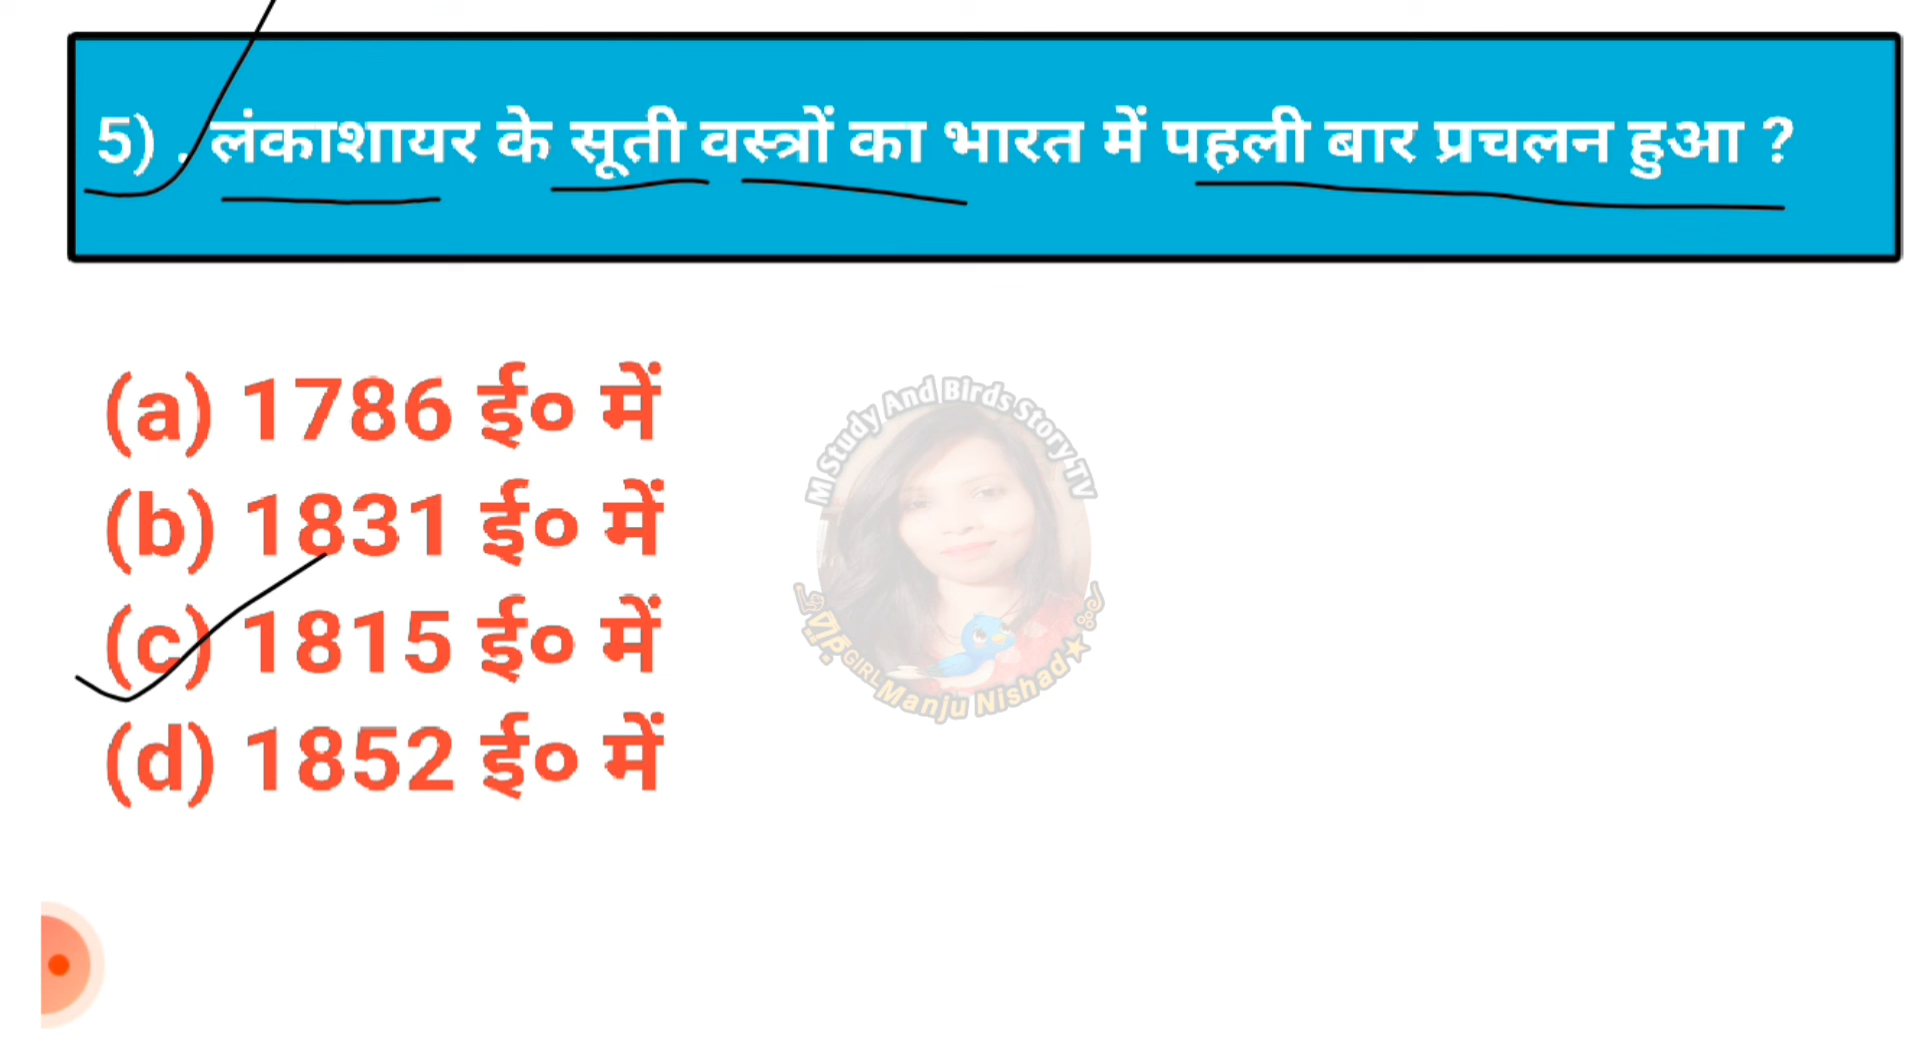 5) . लंकाशायर के सूती वस्त्रों का भारत में पहली बार प्रचलन हुआ ?
(a) 1786 ई० में
(b) 1831 ई० में
(c) 1815 ई० में
(d) 1852 ई० में
M Study And Birds Story TV
GIRL Manju Nishad